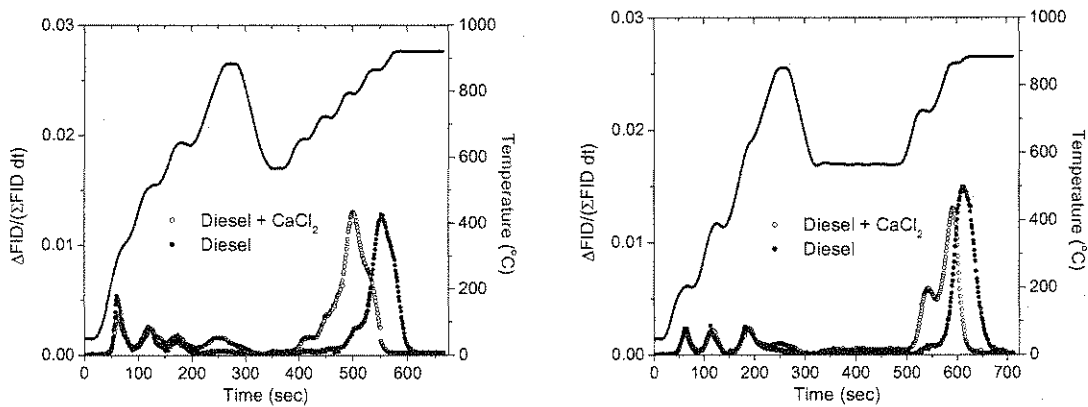 0.03
0.02
0.01
0.00
ΔFID/(ΣFID dt)
0 100 200 300 400 500 600
Time (sec)
1000
800
600
400
200
0
Temperature (°C)
Diesel + CaCl2
Diesel
0.03
0.02
0.01
0.00
ΔFID/(ΣFID dt)
0 100 200 300 400 500 600 700
Time (sec)
1000
800
600
400
200
0
Temperature (°C)
Diesel + CaCl2
Diesel